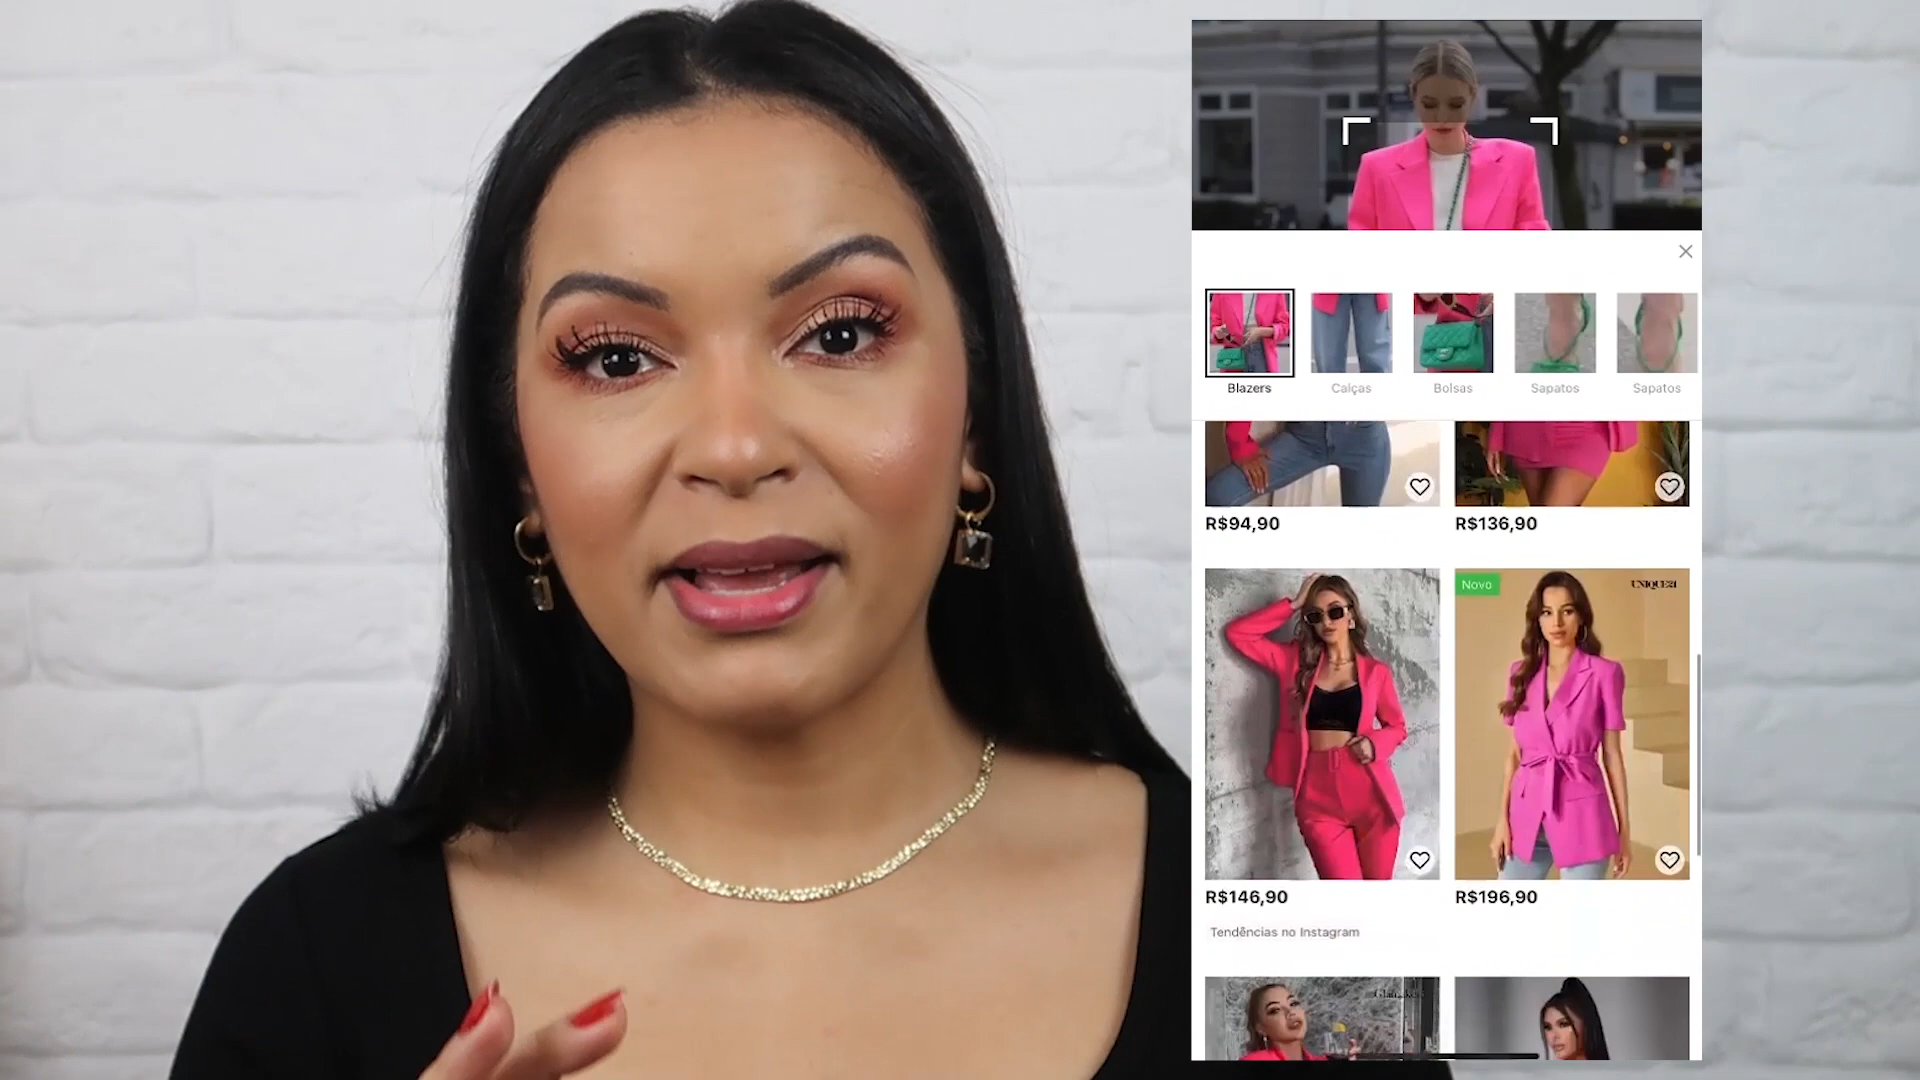 Blazers
Calças
Bolsas
Sapatos
Sapatos
R$94,90
R$136,90
Novo
UNIQUE21
R$146,90
R$196,90
Tendências no Instagram